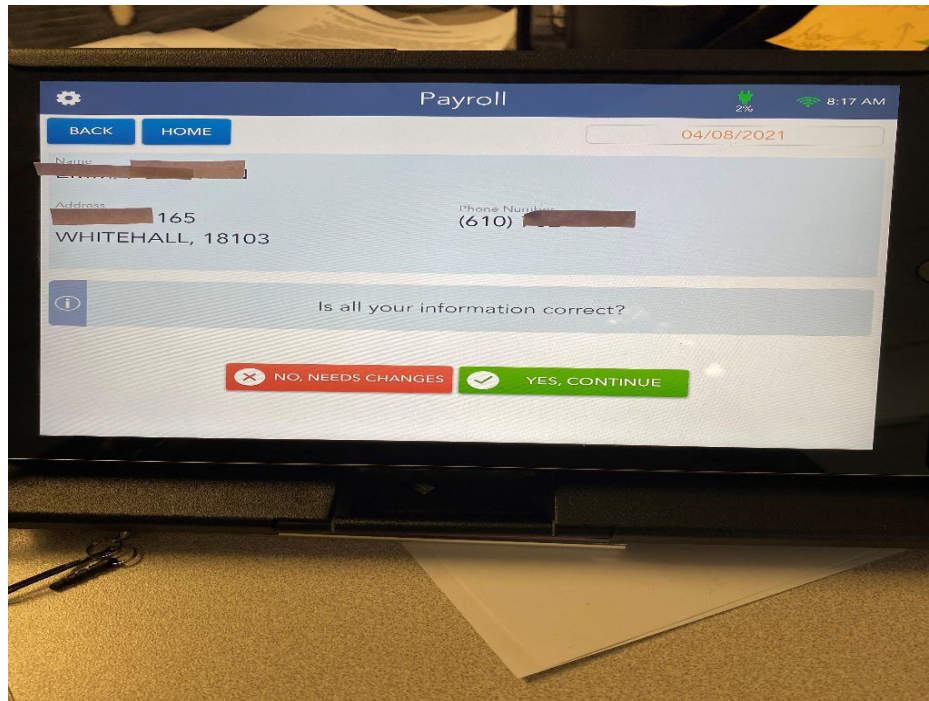 Payroll
2%
8:17 AM
BACK
HOME
04/08/2021
Name
Address
165
WHITEHALL, 18103
Phone Number
(610)
Is all your information correct?
NO, NEEDS CHANGES
YES, CONTINUE